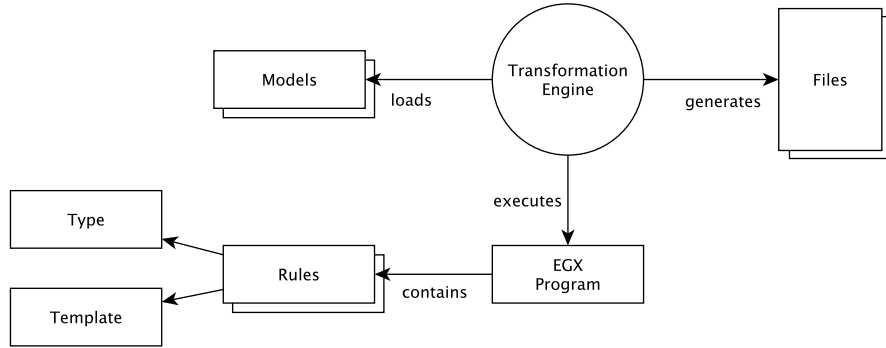 Transformation
Engine
Models
Files
loads
generates
executes
Type
EGX
Program
Rules
contains
Template